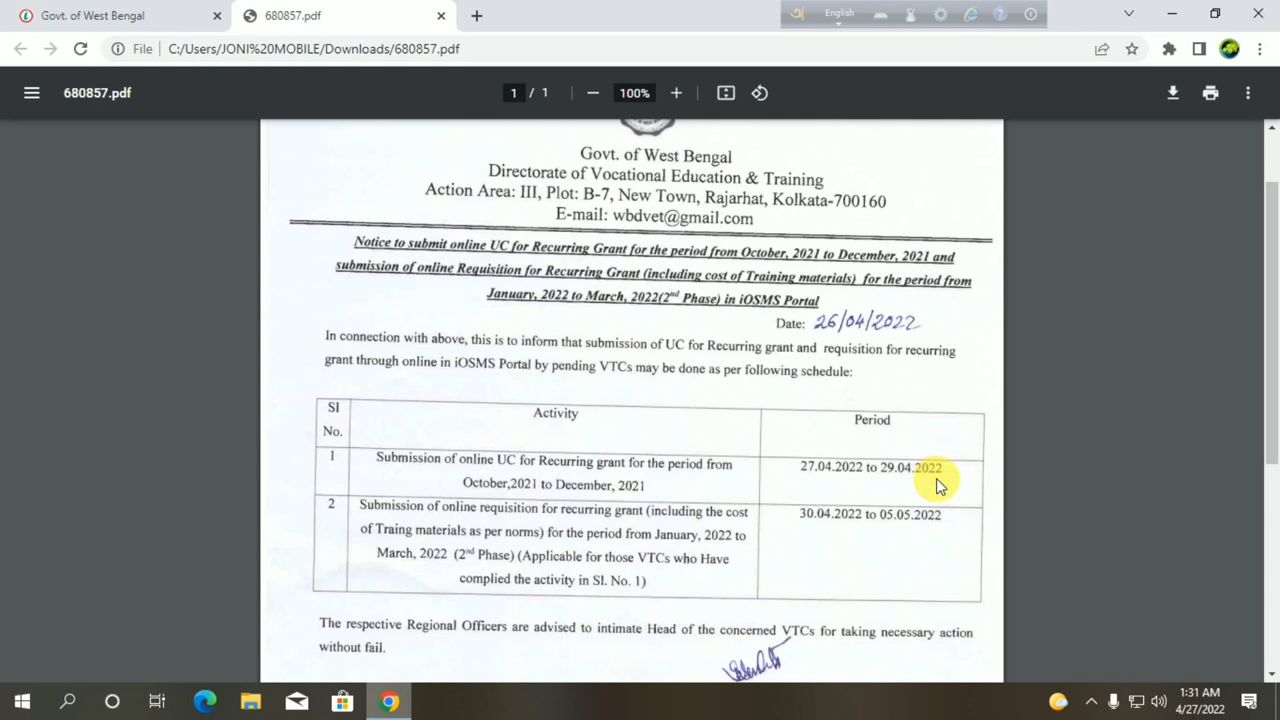 Govt. of West Bengal
680857.pdf
English
File
C:/Users/JONI%20MOBILE/Downloads/680857.pdf
680857.pdf
1 / 1
100%
Govt. of West Bengal
Directorate of Vocational Education & Training
Action Area: III, Plot: B-7, New Town, Rajarhat, Kolkata-700160
E-mail: wbdvet@gmail.com
Notice to submit online UC for Recurring Grant for the period from October, 2021 to December, 2021 and
submission of online Requisition for Recurring Grant (including cost of Training materials) for the period from
January, 2022 to March, 2022(2nd Phase) in iOSMS Portal
Date: 26/04/2022
In connection with above, this is to inform that submission of UC for Recurring grant and requisition for recurring
grant through online in iOSMS Portal by pending VTCs may be done as per following schedule:
Sl No. Activity Period
1 Submission of online UC for Recurring grant for the period from 27.04.2022 to 29.04.2022
October,2021 to December, 2021
2 Submission of online requisition for recurring grant (including the cost 30.04.2022 to 05.05.2022
of Traing materials as per norms) for the period from January, 2022 to
March, 2022 (2nd Phase) (Applicable for those VTCs who Have
complied the activity in Sl. No. 1)
The respective Regional Officers are advised to intimate Head of the concerned VTCs for taking necessary action
without fail.
1:31 AM
4/27/2022